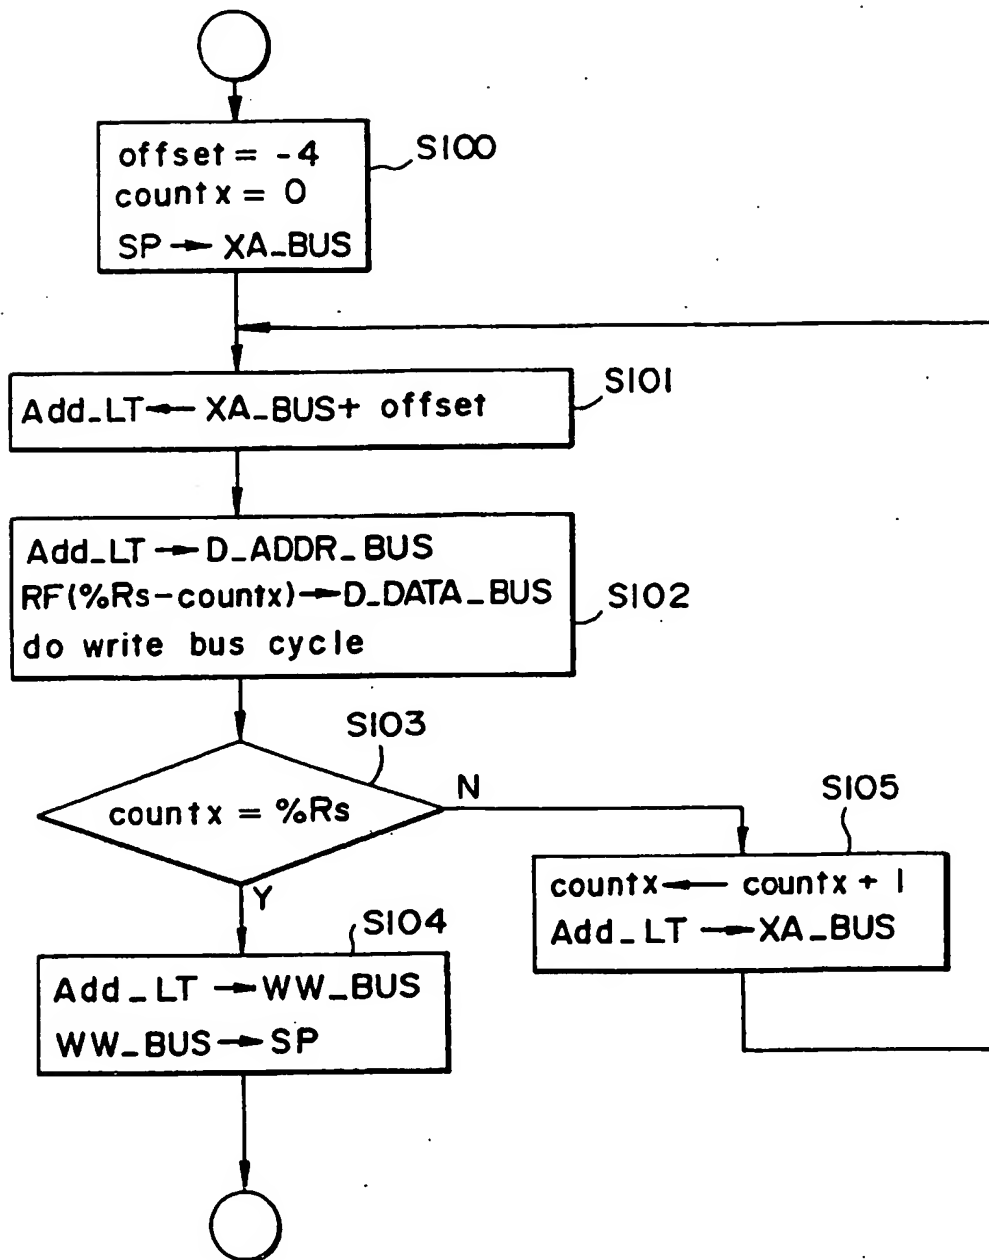 offset = -4
countx = 0
SP → XA_BUS
S100
Add_LT ← XA_BUS + offset
S101
Add_LT → D_ADDR_BUS
RF(%Rs-countx) → D_DATA_BUS
do write bus cycle
S102
S103
countx = %Rs
N
Y
S105
countx ← countx + 1
Add_LT → XA_BUS
S104
Add_LT → WW_BUS
WW_BUS → SP